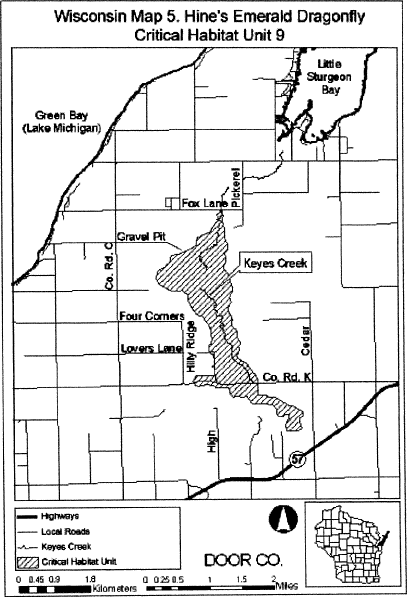 Wisconsin Map 5. Hine's Emerald Dragonfly
Critical Habitat Unit 9
Little
Sturgeon
Bay
Green Bay
(Lake Michigan)
Pickerel
Fox Lane
Gravel Pit
Co. Rd. C
Keyes Creek
Four Corners
Cedar
Hilly Ridge
Lovers Lane
Co. Rd. K
High
57
Highways
Local Roads
Keyes Creek
Critical Habitat Unit
DOOR CO.
0 0.45 0.9 1.8
Kilometers
0 0.25 0.5 1 1.5 2
Miles